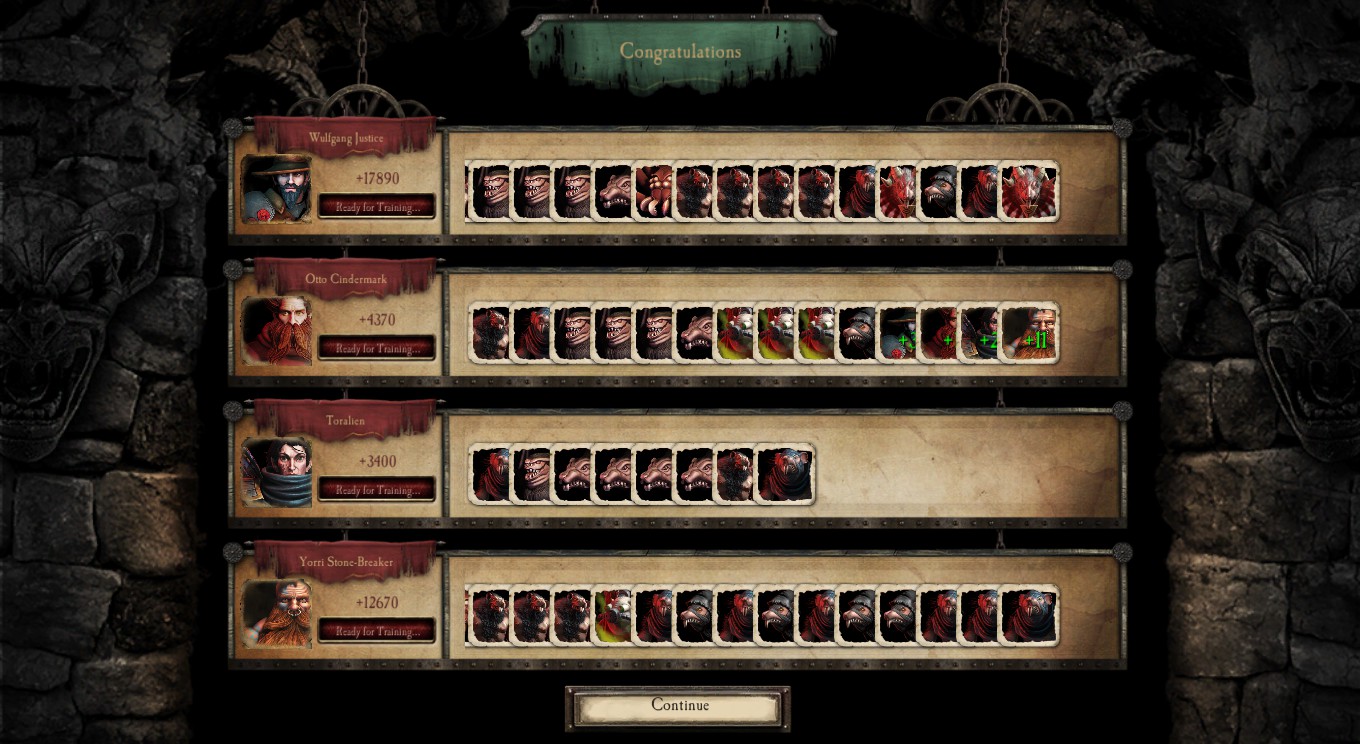 Congratulations
Wulfgang Justice
+17890
Ready for Training...
Otto Cindermark
+4370
Ready for Training...
+11
Toralien
+3400
Ready for Training...
Yorri Stone-Breaker
+12670
Ready for Training...
Continue